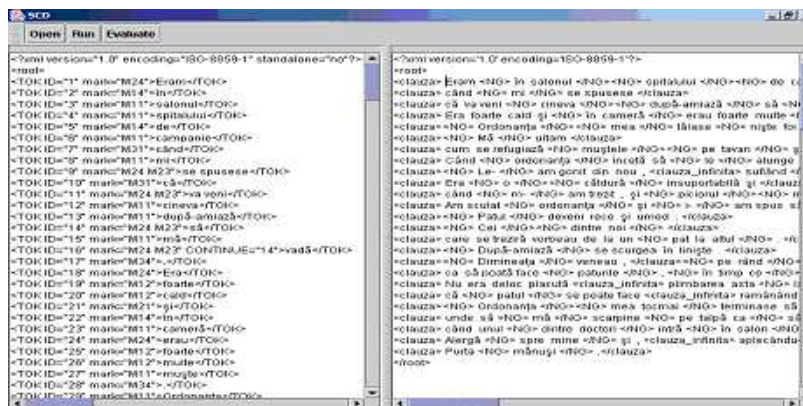 SCD
Open Run Evaluate
<?xml version="1.0" encoding="ISO-8859-1" standalone="no"?>
<root>
<TOK ID="1" mark="M24">Eram</TOK>
<TOK ID="2" mark="M14">în</TOK>
<TOK ID="3" mark="M11">salonul</TOK>
<TOK ID="4" mark="M11">spitalului</TOK>
<TOK ID="5" mark="M14">de</TOK>
<TOK ID="6" mark="M11">campanie</TOK>
<TOK ID="7" mark="M31">când</TOK>
<TOK ID="8" mark="M11">mi</TOK>
<TOK ID="9" mark="M24 M23">se spusese</TOK>
<TOK ID="10" mark="M31">că</TOK>
<TOK ID="11" mark="M24 M23">va veni</TOK>
<TOK ID="12" mark="M11">cineva</TOK>
<TOK ID="13" mark="M11">după-amiază</TOK>
<TOK ID="14" mark="M24 M23">să</TOK>
<TOK ID="15" mark="M11">mă</TOK>
<TOK ID="16" mark="M24 M23" CONTINUE="14">vadă</TOK>
<TOK ID="17" mark="M34">.</TOK>
<TOK ID="18" mark="M24">Era</TOK>
<TOK ID="19" mark="M12">foarte</TOK>
<TOK ID="20" mark="M12">cald</TOK>
<TOK ID="21" mark="M21">şi</TOK>
<TOK ID="22" mark="M14">în</TOK>
<TOK ID="23" mark="M11">cameră</TOK>
<TOK ID="24" mark="M24">erau</TOK>
<TOK ID="25" mark="M12">foarte</TOK>
<TOK ID="26" mark="M12">multe</TOK>
<TOK ID="27" mark="M11">muşte</TOK>
<TOK ID="28" mark="M34">.</TOK>
<TOK ID="29" mark="M11">Ordonanţa</TOK>
<?xml version="1.0" encoding="ISO-8859-1"?>
<root>
<clauza> Eram <NG> în salonul </NG><NG> spitalului </NG><NG> de
<clauza> când <NG> mi </NG> se spusese </clauza>
<clauza> că va veni <NG> cineva </NG><NG> după-amiază </NG> să
<clauza> Era foarte cald şi <NG> în cameră </NG> erau foarte multe
<clauza><NG> Ordonanţa </NG><NG> mea </NG> tăiase <NG> nişte
<clauza> <NG> Mă </NG> uitam </clauza>
<clauza> cum se refugiază <NG> muştele </NG><NG> pe tavan </NG>
<clauza> Când <NG> ordonanţa </NG> încetă să <NG> le </NG> alunge
<clauza><NG> Le- </NG> am gonit din nou , <clauza_infinita> suflând
<clauza> Era <NG> o </NG><NG> căldură </NG> insuportabilă şi </clauza>
<clauza> când <NG> m- </NG> am trezit , şi <NG> piciorul </NG><NG>
<clauza> Am sculat <NG> ordonanţa </NG> şi <NG> </NG> am spus
<clauza><NG> Patul </NG> deveni rece şi umed . </clauza>
<clauza><NG> Cei </NG><NG> dintre noi </NG> </clauza>
<clauza> care se treziră vorbeau de la un <NG> pat la altul </NG> .
<clauza><NG> După-amiază </NG> se scurgea în linişte . </clauza>
<clauza><NG> Dimineaţa </NG> veneau , </clauza><NG> pe rând </NG>
<clauza> ca să poată face <NG> paturile </NG> , <NG> în timp ce </NG>
<clauza> Nu era deloc placută <clauza_infinita> plimbarea asta <NG>
<clauza> că <NG> patul </NG> se poate face <clauza_infinita> rămânând
<clauza><NG> Ordonanţa </NG><NG> mea tocmai </NG> terminase
<clauza> unde să <NG> mă </NG> scarpine <NG> pe talpă ca </NG>
<clauza> când unul <NG> dintre doctori </NG> intră <NG> în salon </NG>
<clauza> Alergă <NG> spre mine </NG> şi , <clauza_infinita> aplecându-
<clauza> Purta <NG> mănuşi </NG> .</clauza>
</root>